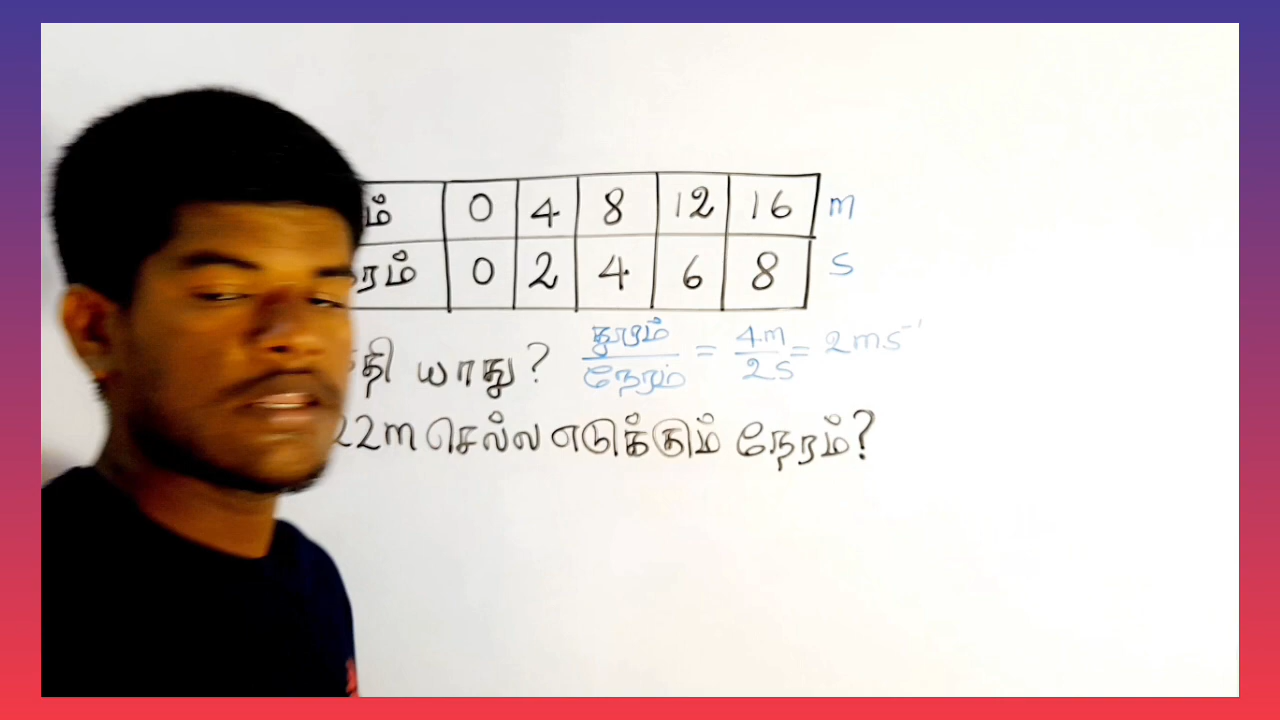 0 4 8 12 16 m
0 2 4 6 8 s
யாது? தூரம் / நேரம் = 4m / 2s = 2ms⁻¹
22m செல்ல எடுக்கும் நேரம்?